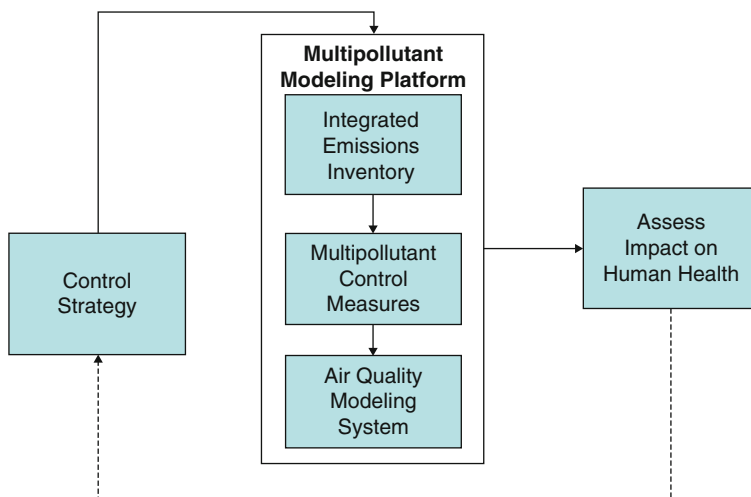 Multipollutant
Modeling Platform
Integrated
Emissions
Inventory
Multipollutant
Control
Measures
Air Quality
Modeling
System
Control
Strategy
Assess
Impact on
Human Health